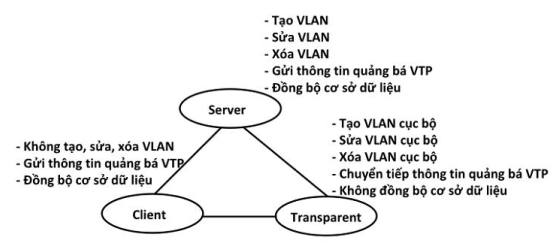 - Tạo VLAN
- Sửa VLAN
- Xóa VLAN
- Gửi thông tin quảng bá VTP
- Đồng bộ cơ sở dữ liệu
Server
- Không tạo, sửa, xóa VLAN
- Gửi thông tin quảng bá VTP
- Đồng bộ cơ sở dữ liệu
- Tạo VLAN cục bộ
- Sửa VLAN cục bộ
- Xóa VLAN cục bộ
- Chuyển tiếp thông tin quảng bá VTP
- Không đồng bộ cơ sở dữ liệu
Client
Transparent